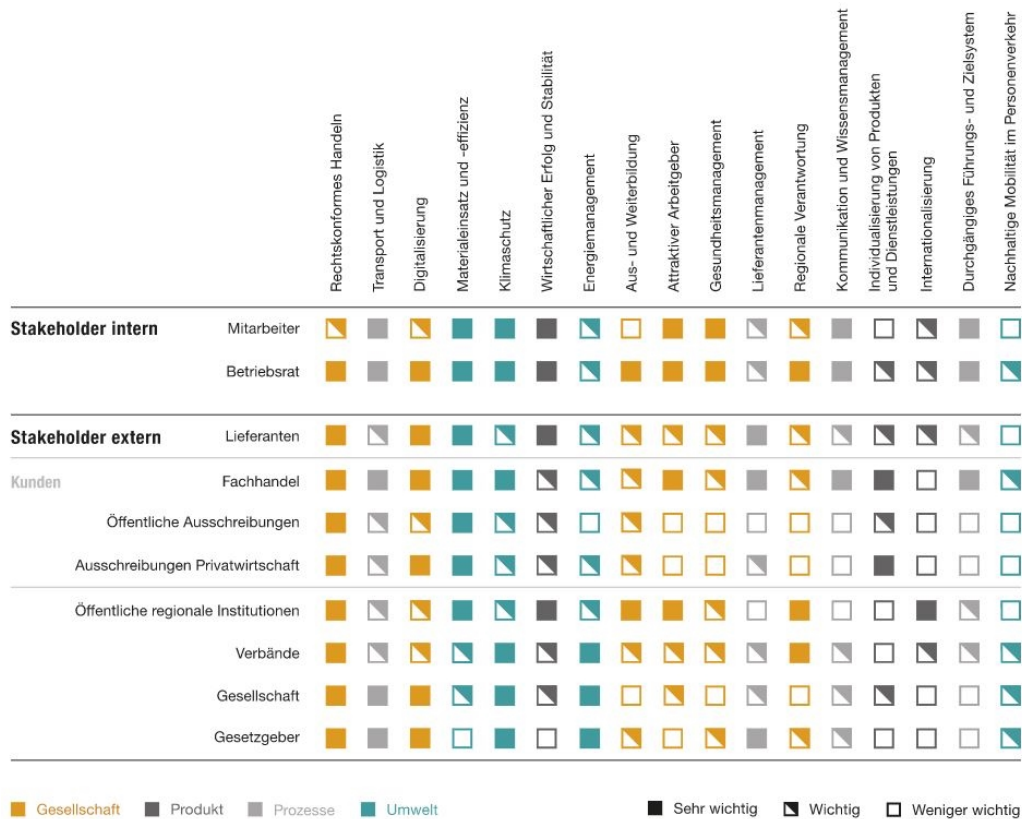 Rechtskonformes Handeln
Transport und Logistik
Digitalisierung
Materialeinsatz und -effizienz
Klimaschutz
Wirtschaftlicher Erfolg und Stabilität
Energiemanagement
Aus- und Weiterbildung
Attraktiver Arbeitgeber
Gesundheitsmanagement
Lieferantenmanagement
Regionale Verantwortung
Kommunikation und Wissensmanagement
Individualisierung von Produkten
und Dienstleistungen
Internationalisierung
Durchgängiges Führungs- und Zielsystem
Nachhaltige Mobilität im Personenverkehr
Stakeholder intern Mitarbeiter
Betriebsrat
Stakeholder extern Lieferanten
Kunden Fachhandel
Öffentliche Ausschreibungen
Ausschreibungen Privatwirtschaft
Öffentliche regionale Institutionen
Verbände
Gesellschaft
Gesetzgeber
Gesellschaft Produkt Prozesse Umwelt Sehr wichtig Wichtig Weniger wichtig